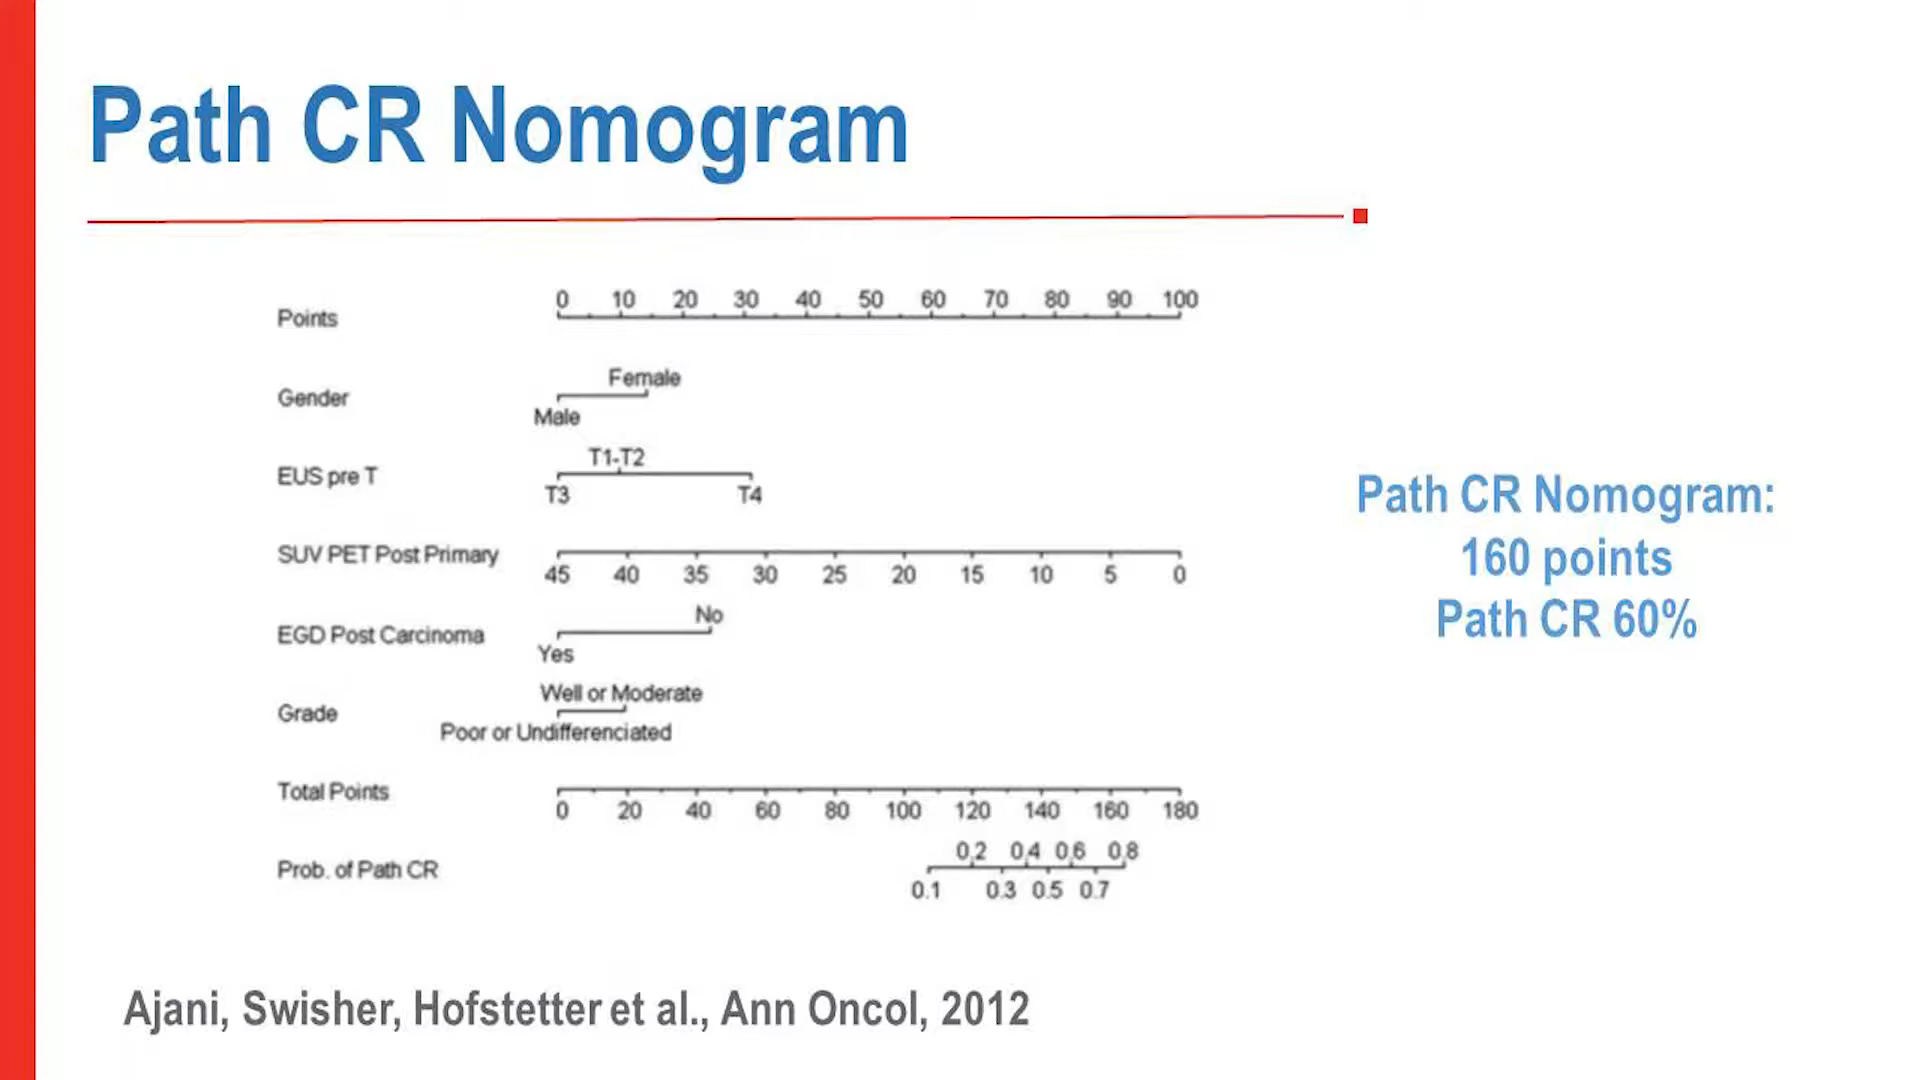 Path CR Nomogram
0 10 20 30 40 50 60 70 80 90 100
Points
Female
Gender
Male
T1-T2
EUS pre T
T3 T4
SUV PET Post Primary
45 40 35 30 25 20 15 10 5 0
No
EGD Post Carcinoma
Yes
Well or Moderate
Grade
Poor or Undifferenciated
Total Points
0 20 40 60 80 100 120 140 160 180
0.2 0.4 0.6 0.8
Prob. of Path CR
0.1 0.3 0.5 0.7
Path CR Nomogram:
160 points
Path CR 60%
Ajani, Swisher, Hofstetter et al., Ann Oncol, 2012